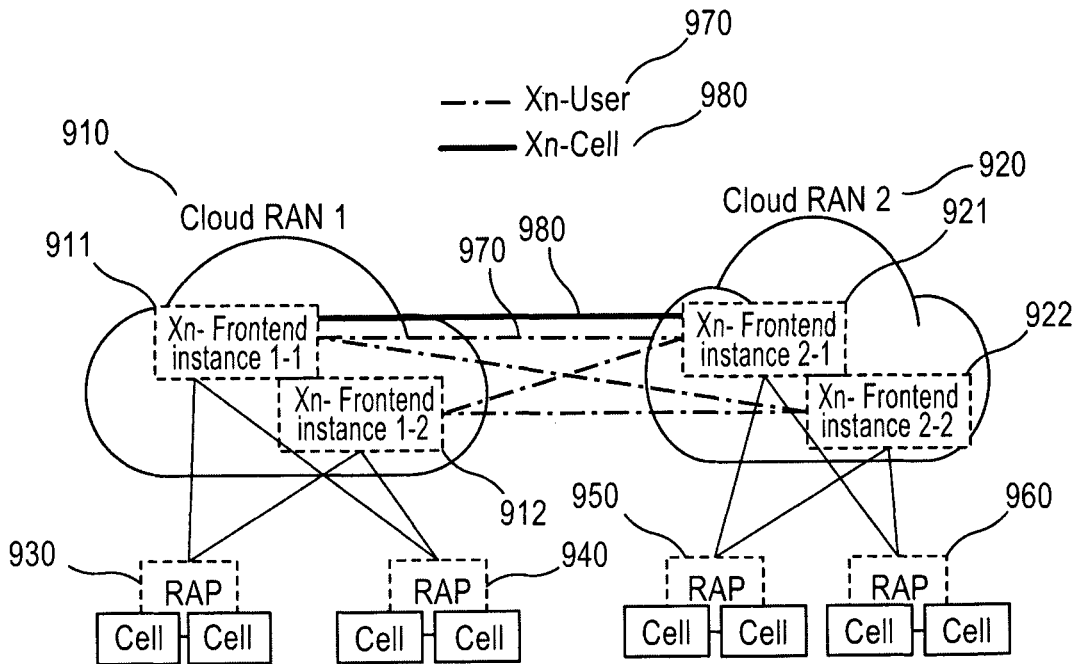 970
Xn-User
980
Xn-Cell
910
920
Cloud RAN 1
Cloud RAN 2
921
911
980
970
922
Xn- Frontend
instance 1-1
Xn- Frontend
instance 2-1
Xn- Frontend
instance 1-2
Xn- Frontend
instance 2-2
912
950
960
930
940
RAP
RAP
RAP
RAP
Cell
Cell
Cell
Cell
Cell
Cell
Cell
Cell